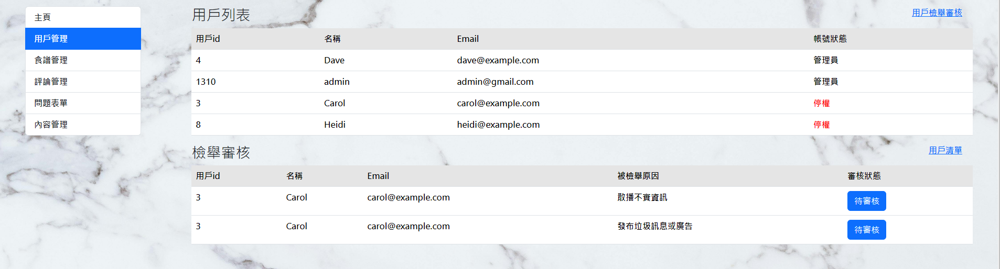 主頁
用戶管理
食譜管理
評論管理
問題表單
內容管理
用戶列表 用戶檢舉審核
用戶id 名稱 Email 帳號狀態
4 Dave dave@example.com 管理員
1310 admin admin@gmail.com 管理員
3 Carol carol@example.com 停權
8 Heidi heidi@example.com 停權
檢舉審核 用戶清單
用戶id 名稱 Email 被檢舉原因 審核狀態
3 Carol carol@example.com 散播不實資訊 待審核
3 Carol carol@example.com 發布垃圾訊息或廣告 待審核